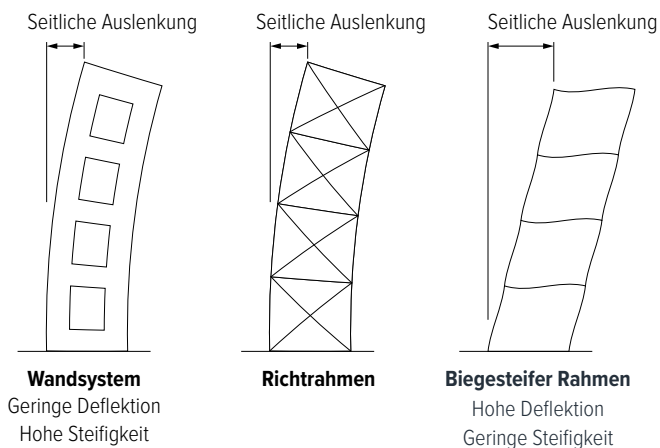 Seitliche Auslenkung
Seitliche Auslenkung
Seitliche Auslenkung
Wandsystem
Geringe Deflektion
Hohe Steifigkeit
Richtrahmen
Biegesteifer Rahmen
Hohe Deflektion
Geringe Steifigkeit